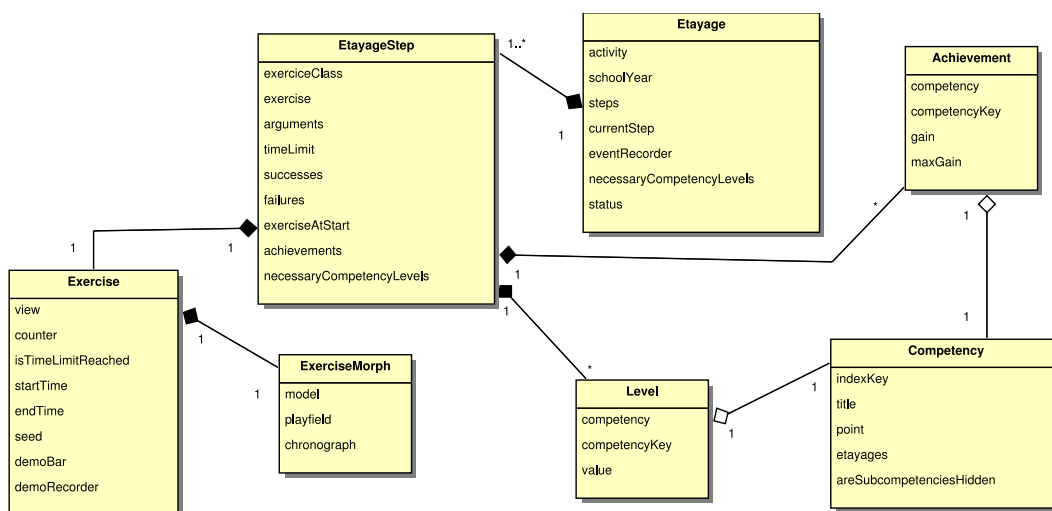 EtayageStep
exerciceClass
exercise
arguments
timeLimit
successes
failures
exerciseAtStart
achievements
necessaryCompetencyLevels
1..*
1
Etayage
activity
schoolYear
steps
currentStep
eventRecorder
necessaryCompetencyLevels
status
Achievement
competency
competencyKey
gain
maxGain
1
1
*
1
1
*
1
1
Exercise
view
counter
isTimeLimitReached
startTime
endTime
seed
demoBar
demoRecorder
1
1
ExerciseMorph
model
playfield
chronograph
Level
competency
competencyKey
value
1
1
Competency
indexKey
title
point
etayages
areSubcompetenciesHidden